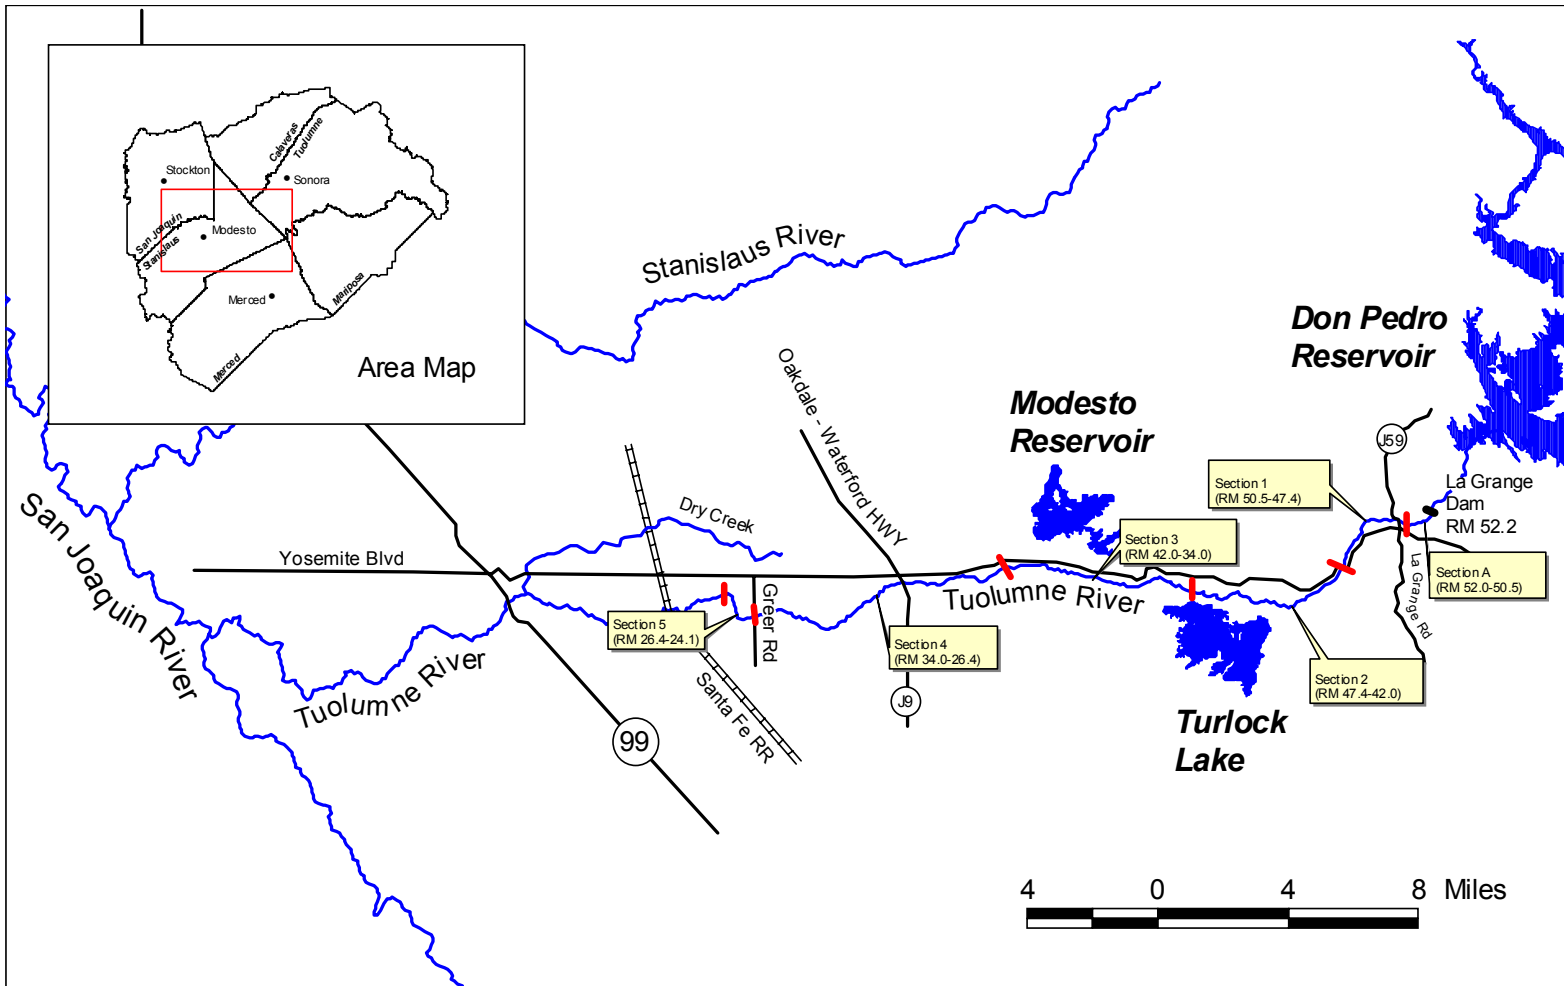 Stockton
Calaveras
Tuolumne
Sonora
San Joaquin
Stanislaus
Modesto
Merced
Mariposa
Merced
Area Map
Stanislaus River
Don Pedro
Reservoir
Oakdale - Waterford HWY
Modesto
Reservoir
J59
Section 1
(RM 50.5-47.4)
La Grange
Dam
RM 52.2
San Joaquin River
Dry Creek
Yosemite Blvd
Section 3
(RM 42.0-34.0)
La Grange Rd
Section A
(RM 52.0-50.5)
Greer Rd
Tuolumne River
Section 5
(RM 26.4-24.1)
Section 4
(RM 34.0-26.4)
Tuolumne River
Santa Fe RR
J9
Section 2
(RM 47.4-42.0)
99
Turlock
Lake
4 0 4 8 Miles